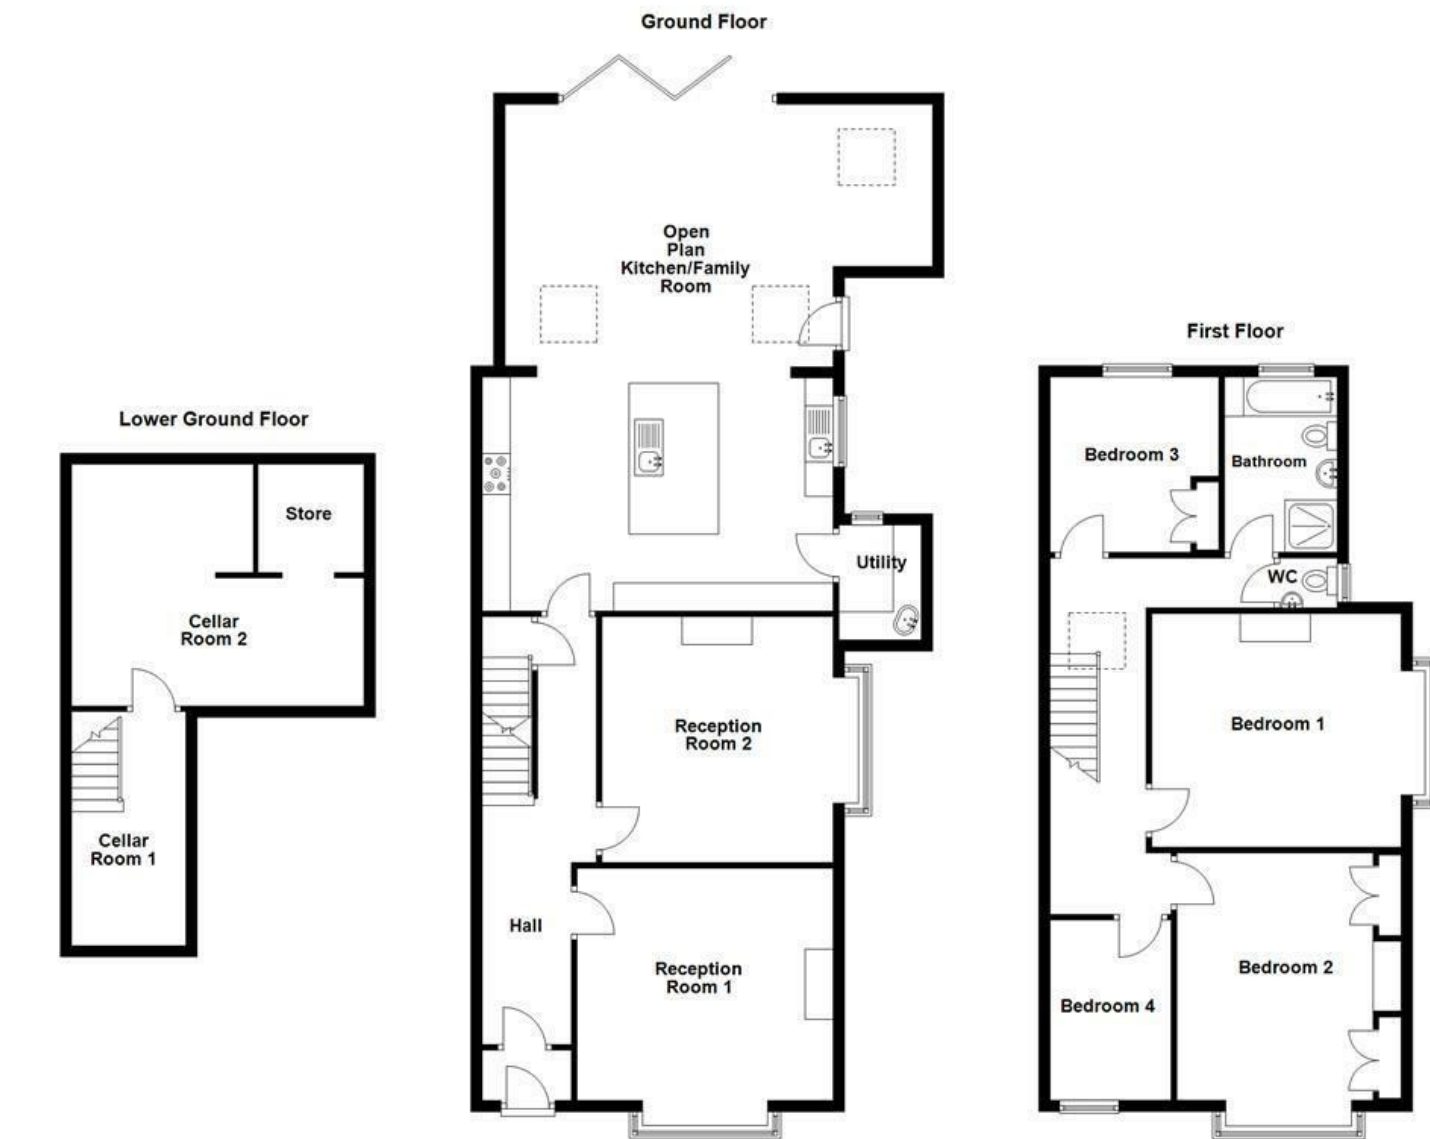 Ground Floor
Open
Plan
Kitchen/Family
Room
Utility
Reception
Room 2
Hall
Reception
Room 1
Lower Ground Floor
Store
Cellar
Room 2
Cellar
Room 1
First Floor
Bedroom 3
Bathroom
WC
Bedroom 1
Bedroom 2
Bedroom 4